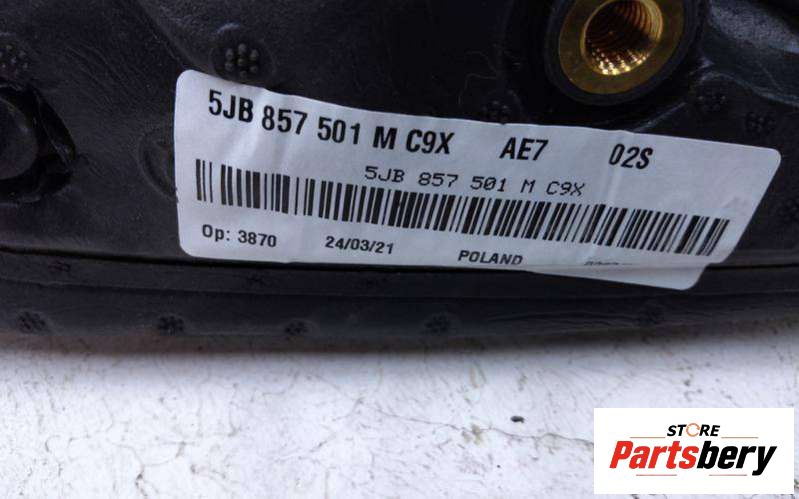 5JB 857 501 M C9X AE7 02S
5JB 857 501 M C9X
Op: 3870 24/03/21 POLAND
STORE
Partsbery